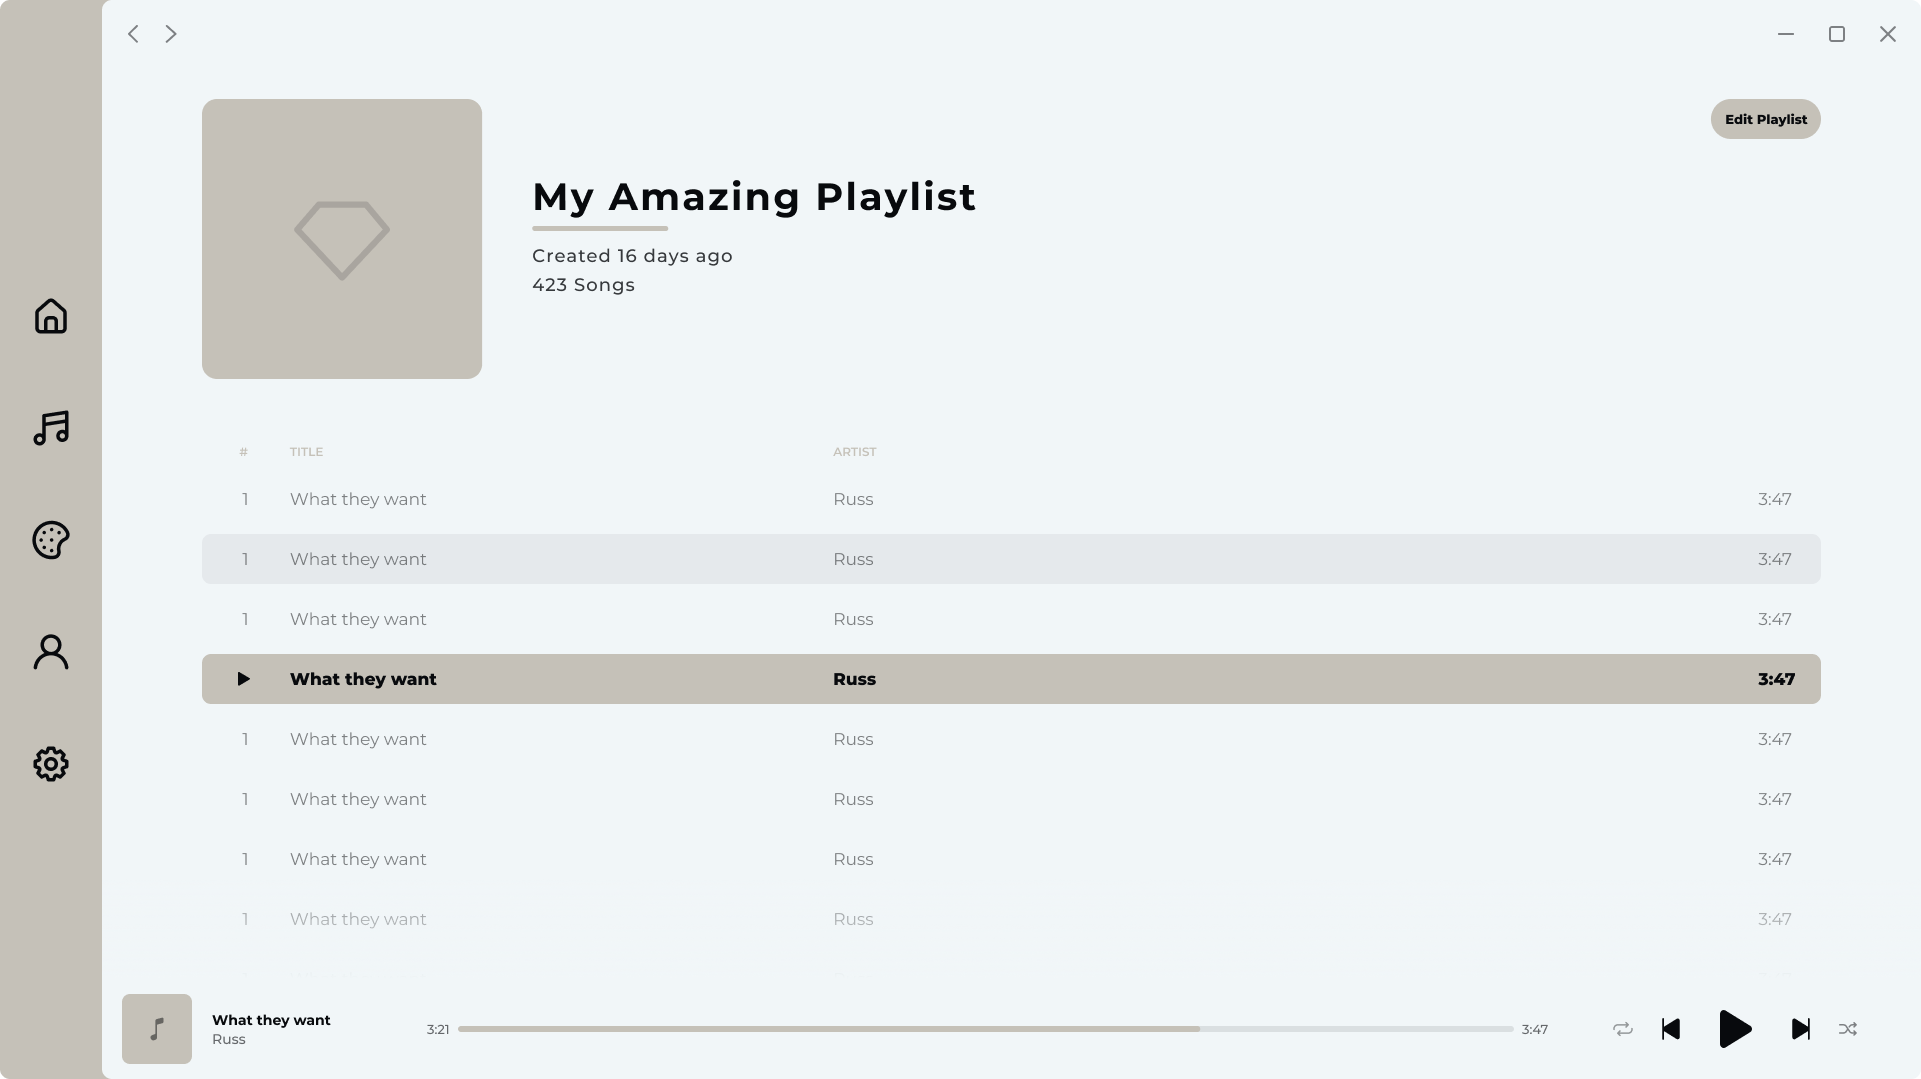 Edit Playlist
My Amazing Playlist
Created 16 days ago
423 Songs
# TITLE ARTIST
1 What they want Russ 3:47
1 What they want Russ 3:47
1 What they want Russ 3:47
What they want Russ 3:47
1 What they want Russ 3:47
1 What they want Russ 3:47
1 What they want Russ 3:47
1 What they want Russ 3:47
What they want
Russ
3:21 3:47